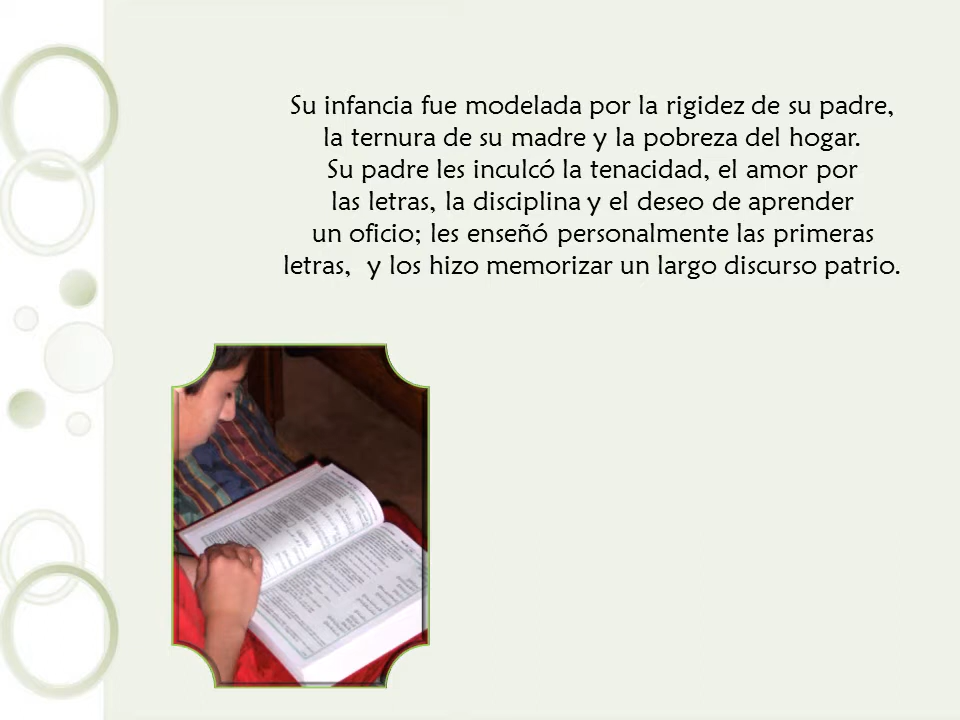 Su infancia fue modelada por la rigidez de su padre,
la ternura de su madre y la pobreza del hogar.
Su padre les inculcó la tenacidad, el amor por
las letras, la disciplina y el deseo de aprender
un oficio; les enseñó personalmente las primeras
letras,  y los hizo memorizar un largo discurso patrio.